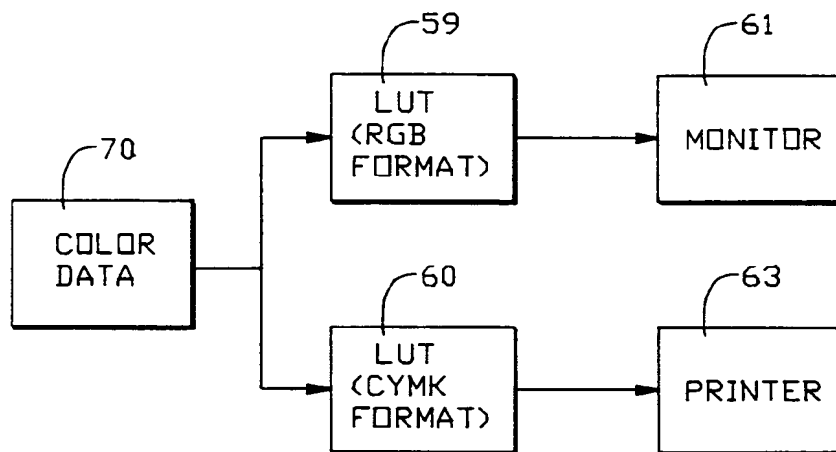 59
61
LUT
(RGB
FORMAT)
MONITOR
70
COLOR
DATA
60
63
LUT
(CYMK
FORMAT)
PRINTER